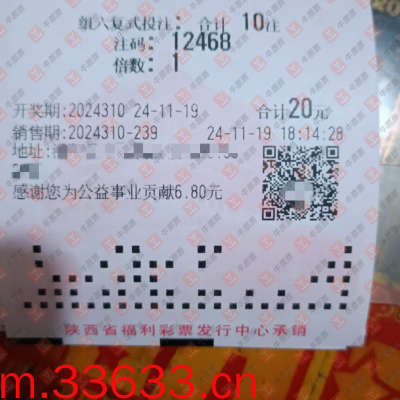 组六复式投注: 合计 10注
注码: 12468
倍数: 1
开奖期:2024310 24-11-19 合计20元
销售期:2024310-239 24-11-19 18:14:28
地址:
感谢您为公益事业贡献6.80元
陕西省福利彩票发行中心承销
m.33633.cn